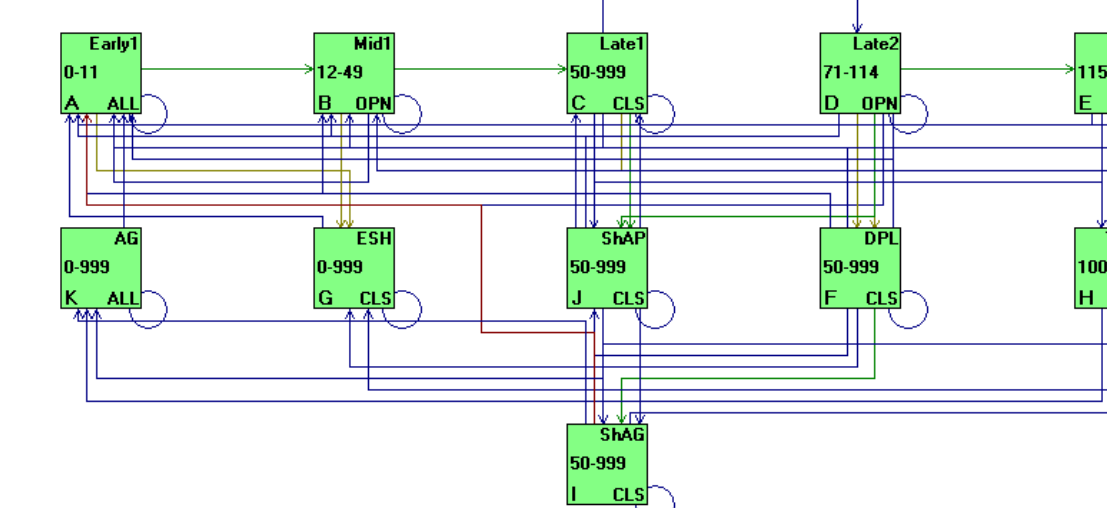 Early1
0-11
A ALL
Mid1
12-49
B OPN
Late1
50-999
C CLS
Late2
71-114
D OPN
115
E
AG
0-999
K ALL
ESH
0-999
G CLS
ShAP
50-999
J CLS
DPL
50-999
F CLS
100
H
ShAG
50-999
I CLS